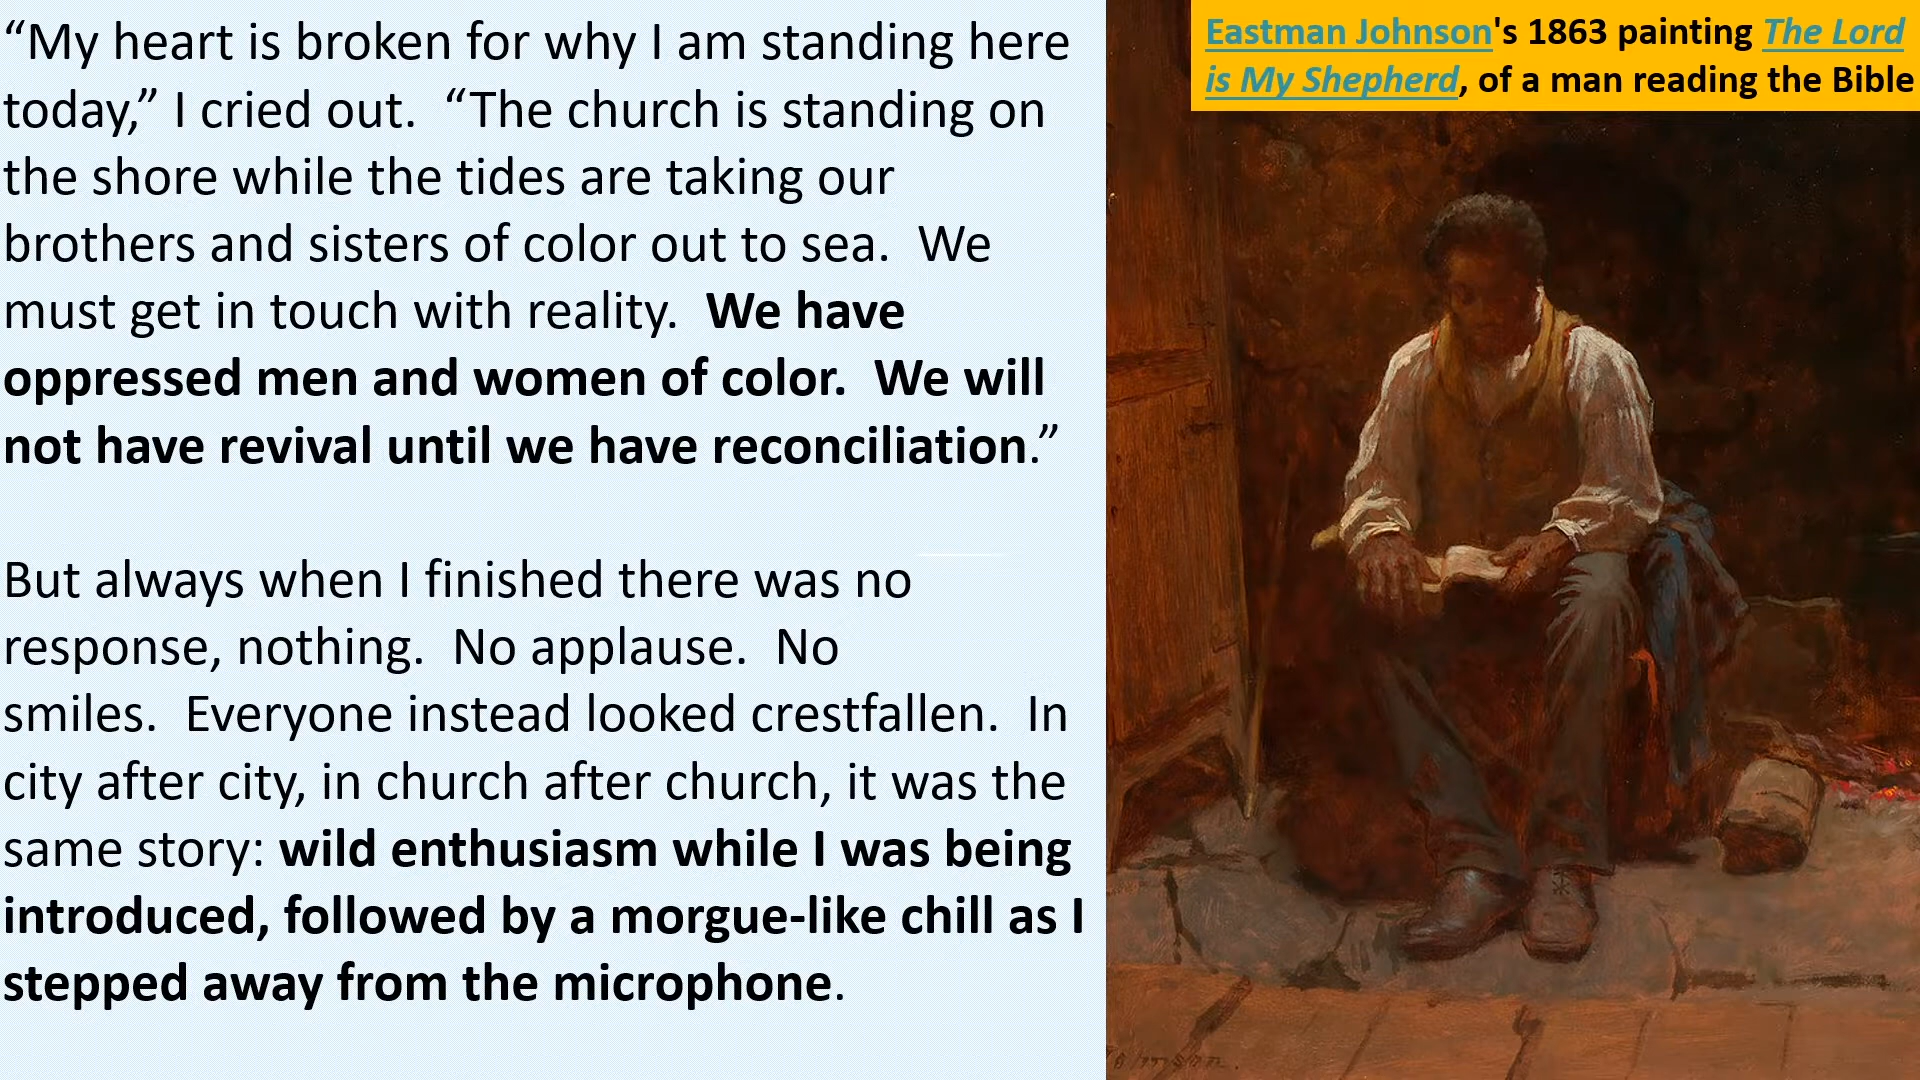 “My heart is broken for why I am standing here
today,” I cried out.  “The church is standing on
the shore while the tides are taking our
brothers and sisters of color out to sea.  We
must get in touch with reality.  We have
oppressed men and women of color.  We will
not have revival until we have reconciliation.”
But always when I finished there was no
response, nothing.  No applause.  No
smiles.  Everyone instead looked crestfallen.  In
city after city, in church after church, it was the
same story: wild enthusiasm while I was being
introduced, followed by a morgue-like chill as I
stepped away from the microphone.
Eastman Johnson's 1863 painting The Lord
is My Shepherd, of a man reading the Bible